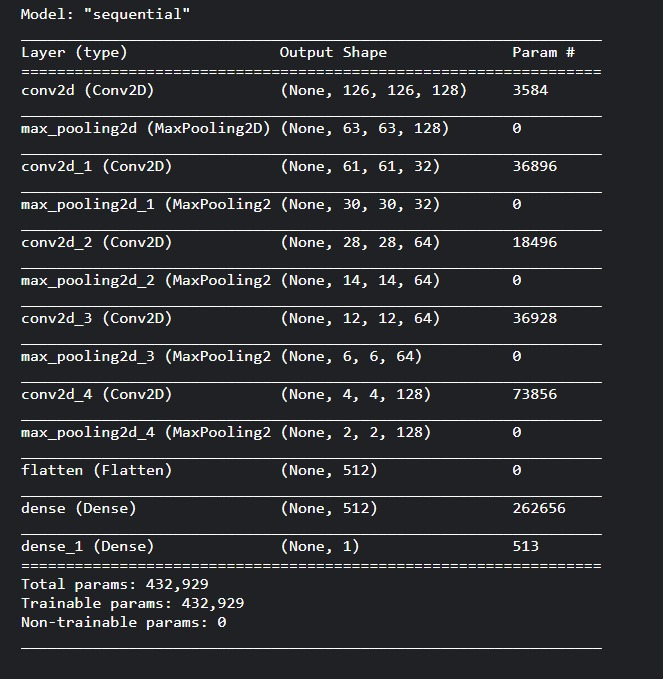 Model: "sequential"
_________________________________________________________________
Layer (type)                 Output Shape              Param #
=================================================================
conv2d (Conv2D)              (None, 126, 126, 128)     3584
_________________________________________________________________
max_pooling2d (MaxPooling2D) (None, 63, 63, 128)       0
_________________________________________________________________
conv2d_1 (Conv2D)            (None, 61, 61, 32)        36896
_________________________________________________________________
max_pooling2d_1 (MaxPooling2 (None, 30, 30, 32)        0
_________________________________________________________________
conv2d_2 (Conv2D)            (None, 28, 28, 64)        18496
_________________________________________________________________
max_pooling2d_2 (MaxPooling2 (None, 14, 14, 64)        0
_________________________________________________________________
conv2d_3 (Conv2D)            (None, 12, 12, 64)        36928
_________________________________________________________________
max_pooling2d_3 (MaxPooling2 (None, 6, 6, 64)          0
_________________________________________________________________
conv2d_4 (Conv2D)            (None, 4, 4, 128)         73856
_________________________________________________________________
max_pooling2d_4 (MaxPooling2 (None, 2, 2, 128)         0
_________________________________________________________________
flatten (Flatten)            (None, 512)               0
_________________________________________________________________
dense (Dense)                (None, 512)               262656
_________________________________________________________________
dense_1 (Dense)              (None, 1)                 513
=================================================================
Total params: 432,929
Trainable params: 432,929
Non-trainable params: 0
_________________________________________________________________